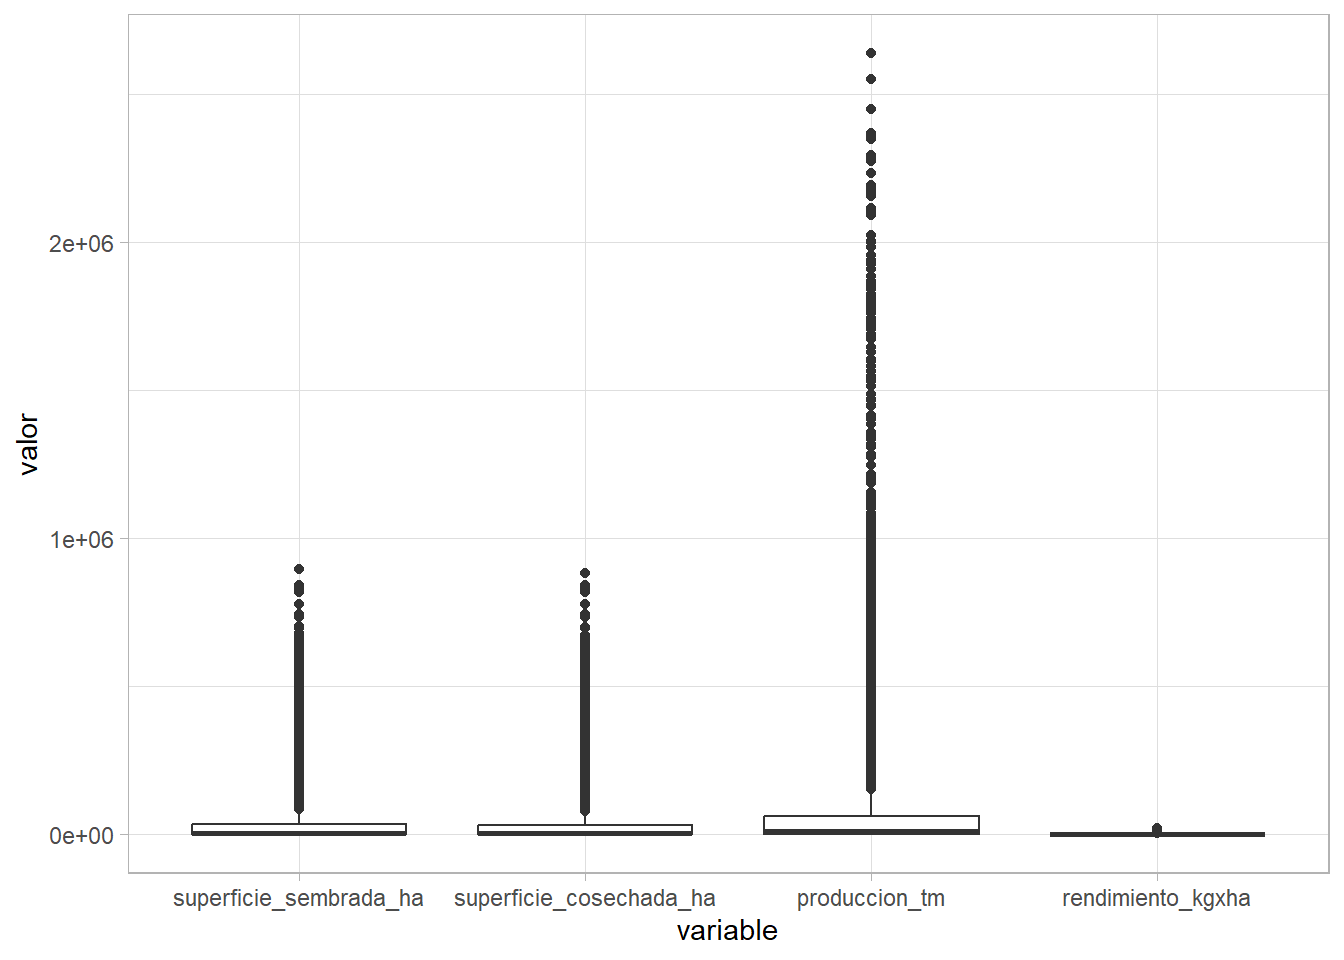 valor
2e+06
1e+06
0e+00
superficie_sembrada_ha superficie_cosechada_ha produccion_tm rendimiento_kgxha
variable